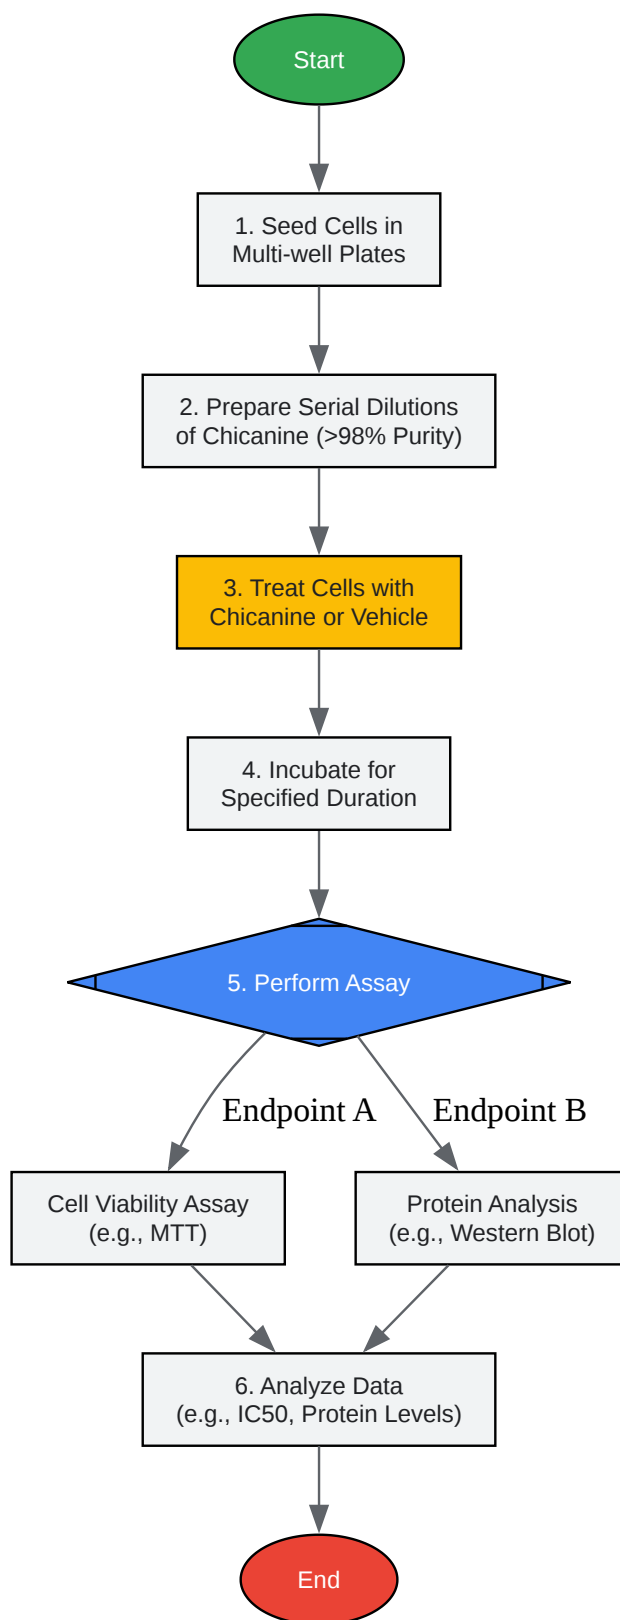 Start
1. Seed Cells in
Multi-well Plates
2. Prepare Serial Dilutions
of Chicanine (>98% Purity)
3. Treat Cells with
Chicanine or Vehicle
4. Incubate for
Specified Duration
5. Perform Assay
Endpoint A
Endpoint B
Cell Viability Assay
(e.g., MTT)
Protein Analysis
(e.g., Western Blot)
6. Analyze Data
(e.g., IC50, Protein Levels)
End